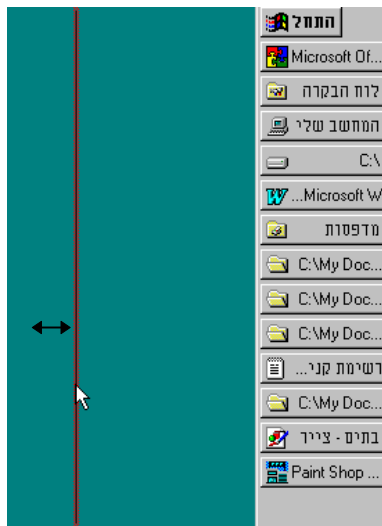 התחל
Microsoft Of...
לוח הבקרה
המחשב שלי
C:\
...Microsoft W
מדפסות
C:\My Doc...
C:\My Doc...
C:\My Doc...
רשימת קני...
C:\My Doc...
בתים - צייר
Paint Shop ...